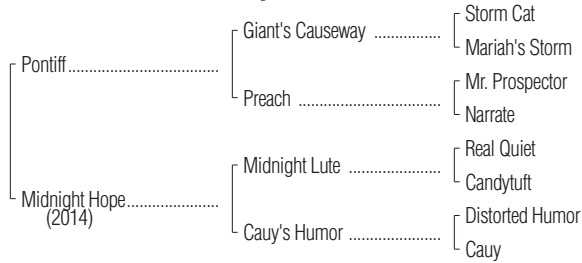 Storm Cat
Giant's Causeway ..................
Mariah's Storm
Pontiff.........................................
Mr. Prospector
Preach ......................................
Narrate
Real Quiet
Midnight Lute .........................
Candytuft
Midnight Hope.........................
(2014)
Distorted Humor
Cauy's Humor .........................
Cauy